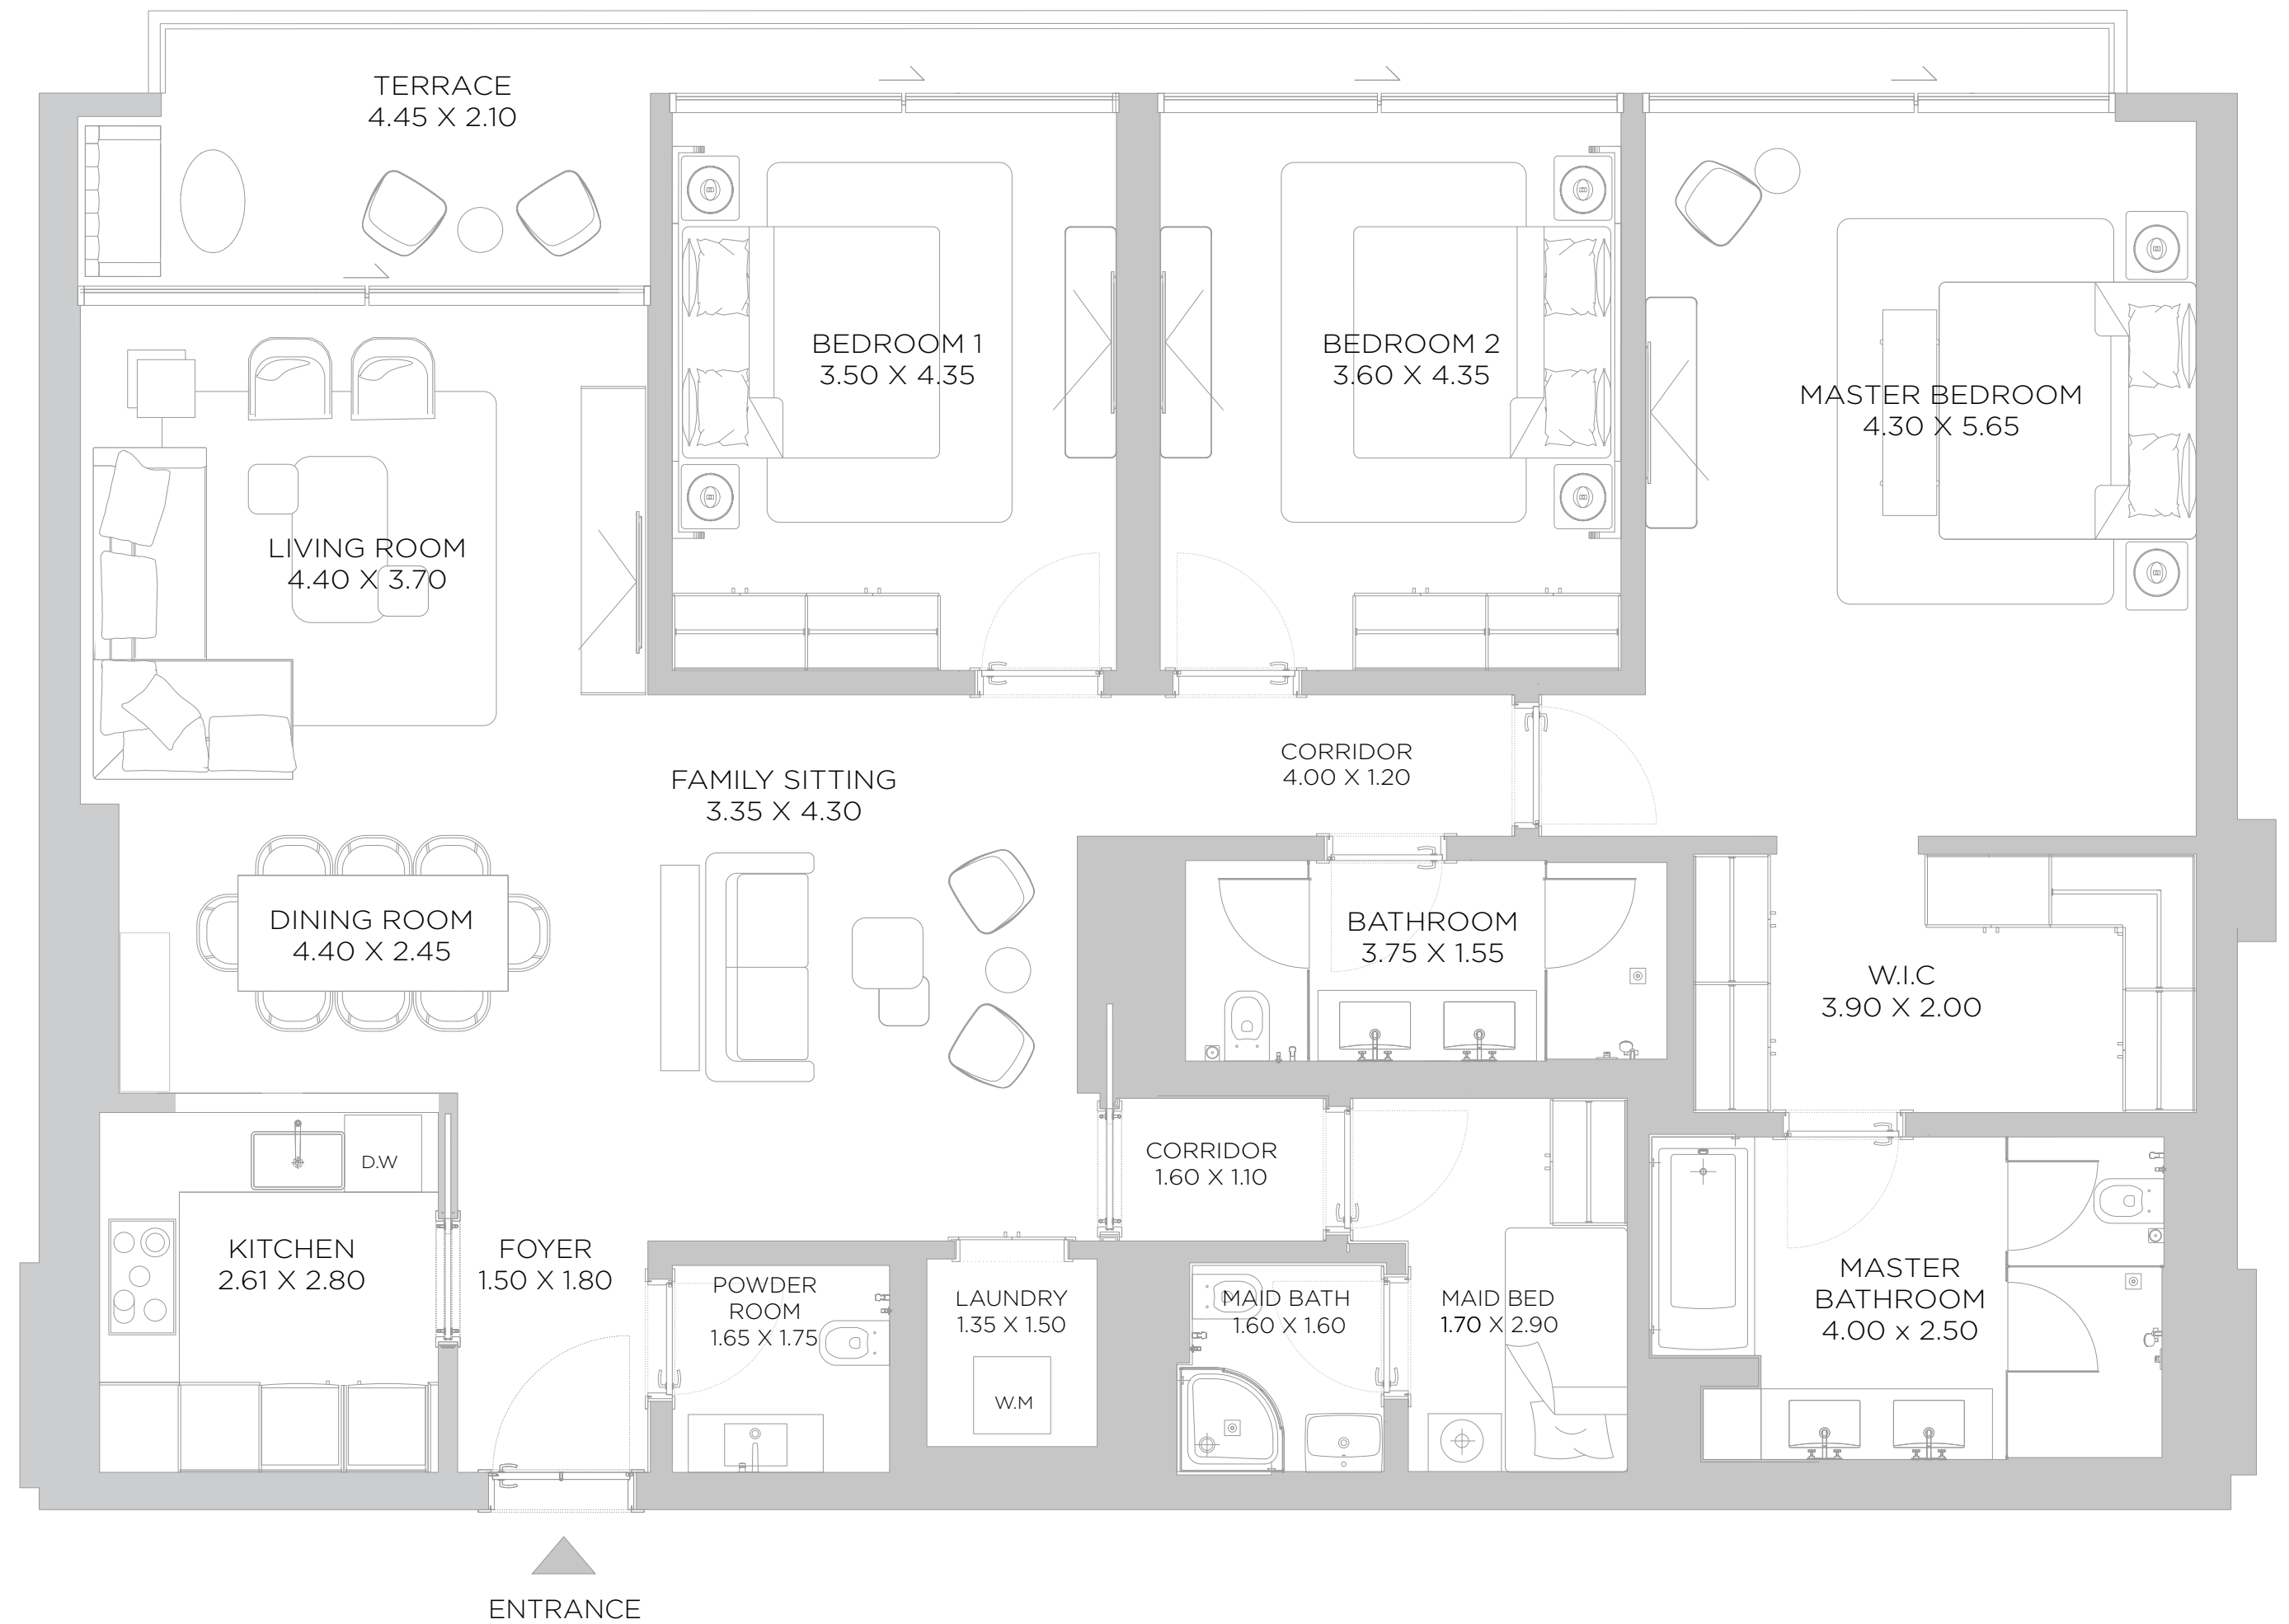 TERRACE
4.45 X 2.10
BEDROOM 1
3.50 X 4.35
BEDROOM 2
3.60 X 4.35
MASTER BEDROOM
4.30 X 5.65
LIVING ROOM
4.40 X 3.70
FAMILY SITTING
3.35 X 4.30
CORRIDOR
4.00 X 1.20
DINING ROOM
4.40 X 2.45
BATHROOM
3.75 X 1.55
W.I.C
3.90 X 2.00
D.W
CORRIDOR
1.60 X 1.10
KITCHEN
2.61 X 2.80
FOYER
1.50 X 1.80
POWDER
ROOM
1.65 X 1.75
LAUNDRY
1.35 X 1.50
W.M
MAID BATH
1.60 X 1.60
MAID BED
1.70 X 2.90
MASTER
BATHROOM
4.00 x 2.50
ENTRANCE